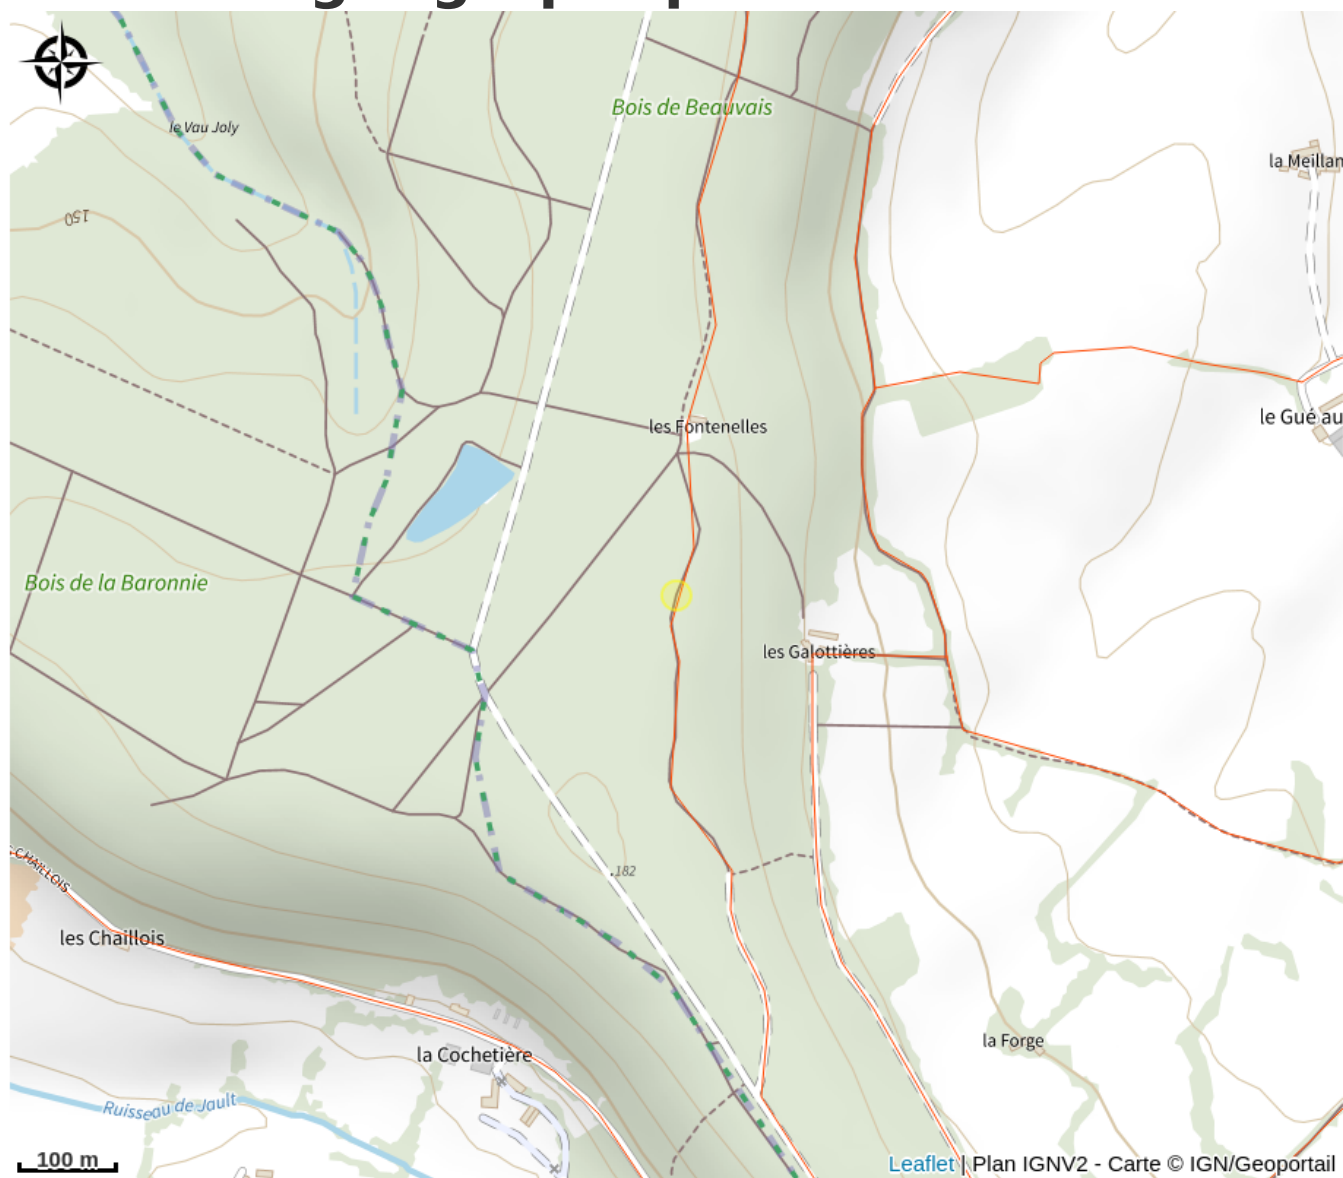 Bois de Beauvais
le Vau Joly
la Meillan
150
le Gué au
les Fontenelles
Bois de la Baronnie
les Galottières
182
CHAILLOIS
les Chaillois
la Forge
la Cochetière
Ruisseau de Jault
100 m
Leaflet | Plan IGNV2 - Carte © IGN/Geoportail